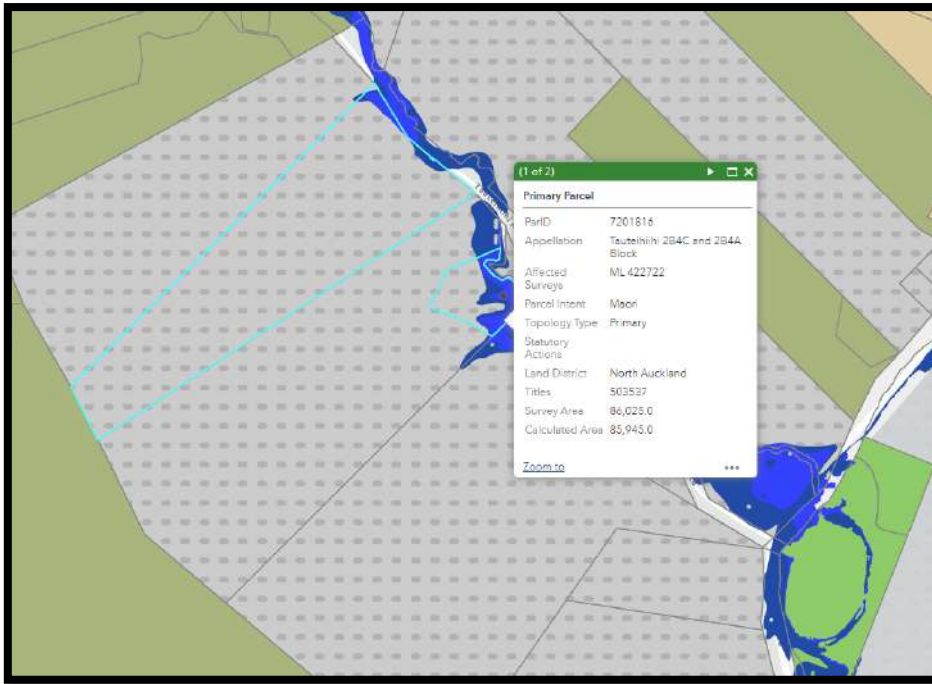 (1 of 2)
Primary Parcel
ParID 7201816
Appellation Tauteihiihi 2B4C and 2B4A
Block
Affected ML 422722
Surveys
Parcel Intent Maori
Topology Type Primary
Statutory
Actions
Land District North Auckland
Titles 503537
Survey Area 86,025.0
Calculated Area 85,945.0
Zoom to